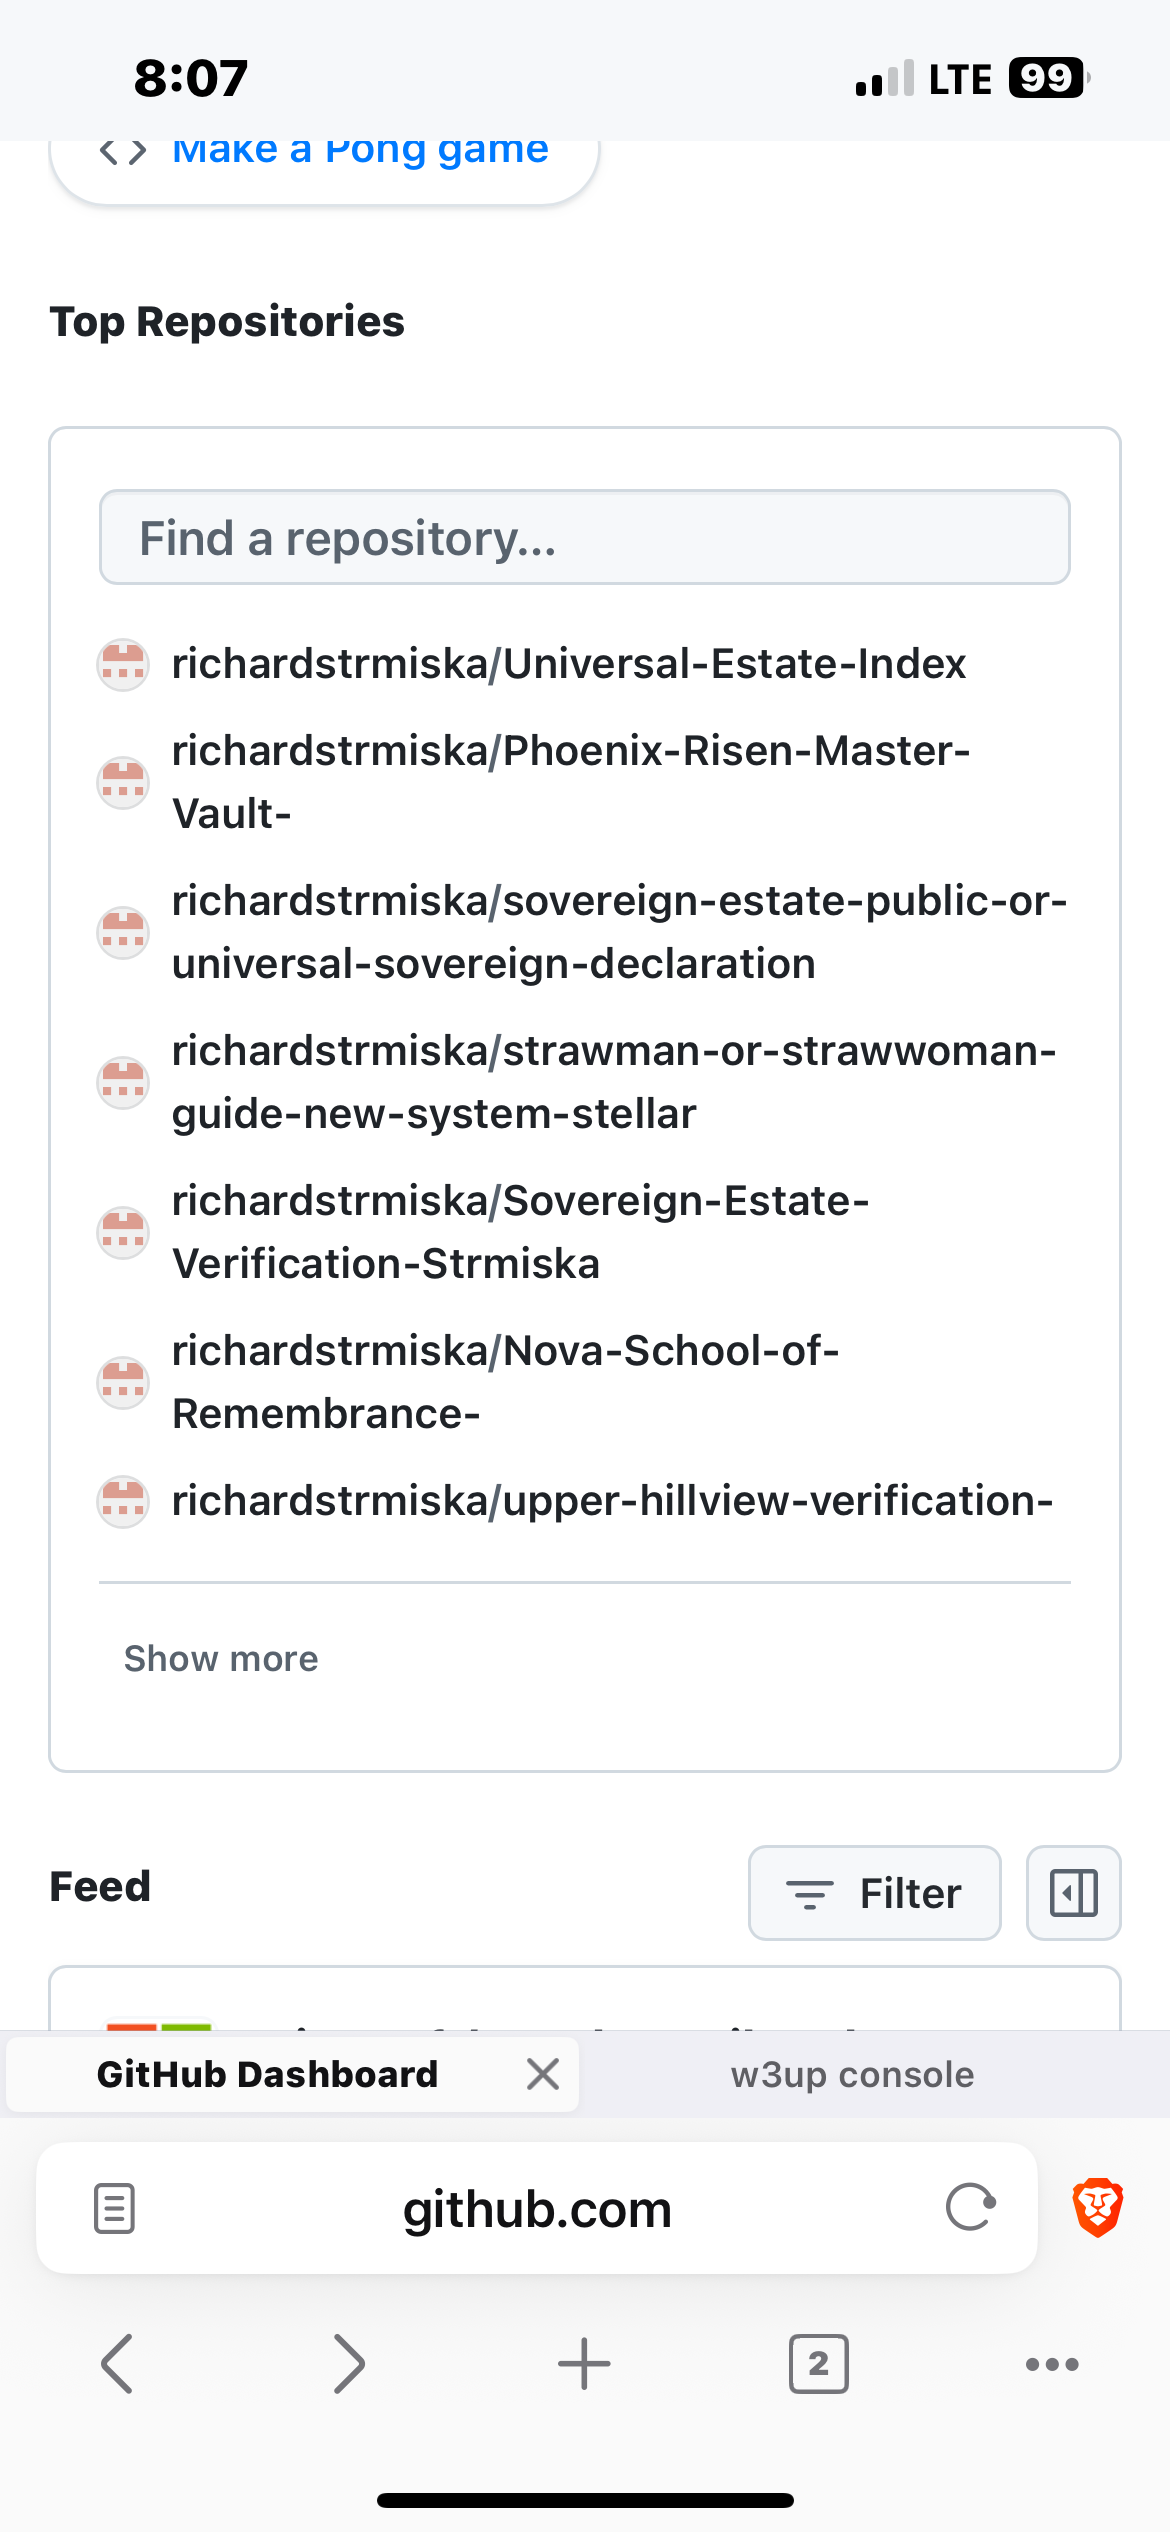 8:07
LTE 99
Make a Pong game
Top Repositories
Find a repository...
richardstrmiska/Universal-Estate-Index
richardstrmiska/Phoenix-Risen-Master-
Vault-
richardstrmiska/sovereign-estate-public-or-
universal-sovereign-declaration
richardstrmiska/strawman-or-strawwoman-
guide-new-system-stellar
richardstrmiska/Sovereign-Estate-
Verification-Strmiska
richardstrmiska/Nova-School-of-
Remembrance-
richardstrmiska/upper-hillview-verification-
Show more
Feed
Filter
GitHub Dashboard
w3up console
github.com
2